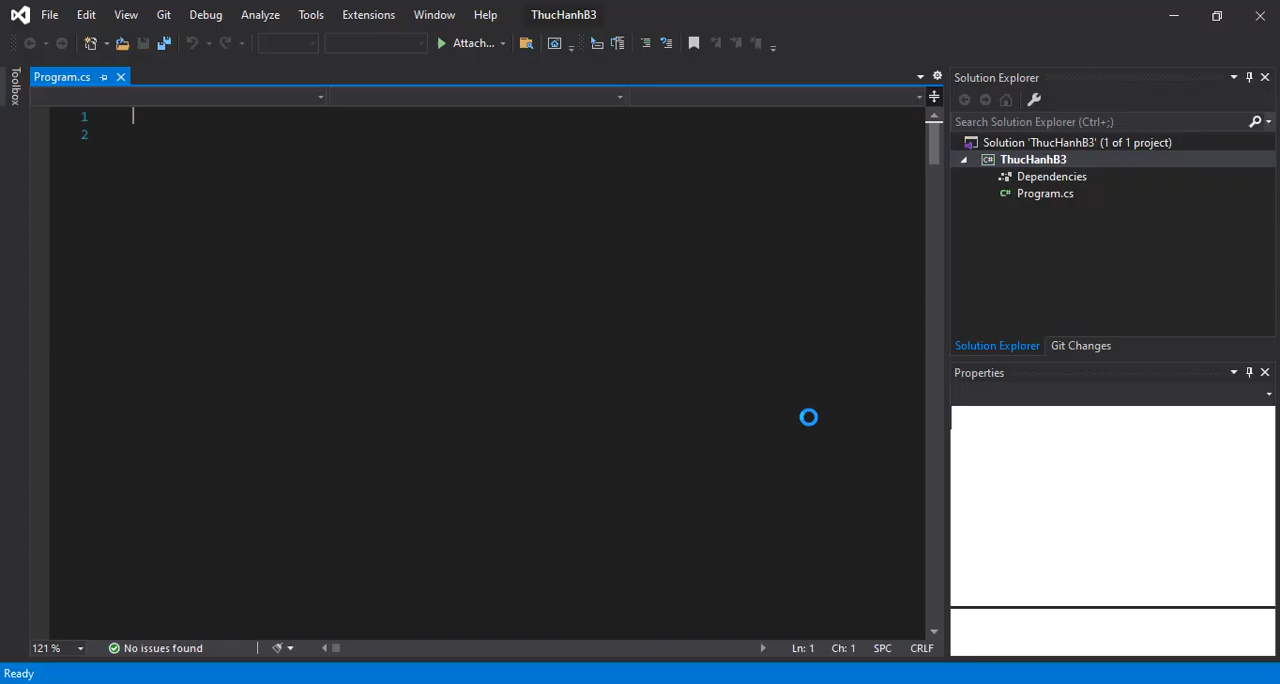 File Edit View Git Debug Analyze Tools Extensions Window Help ThucHanhB3
Attach...
Toolbox
Program.cs
1
2
Solution Explorer
Search Solution Explorer (Ctrl+;)
Solution 'ThucHanhB3' (1 of 1 project)
C# ThucHanhB3
Dependencies
C# Program.cs
Solution Explorer Git Changes
Properties
121 % No issues found Ln: 1 Ch: 1 SPC CRLF
Ready